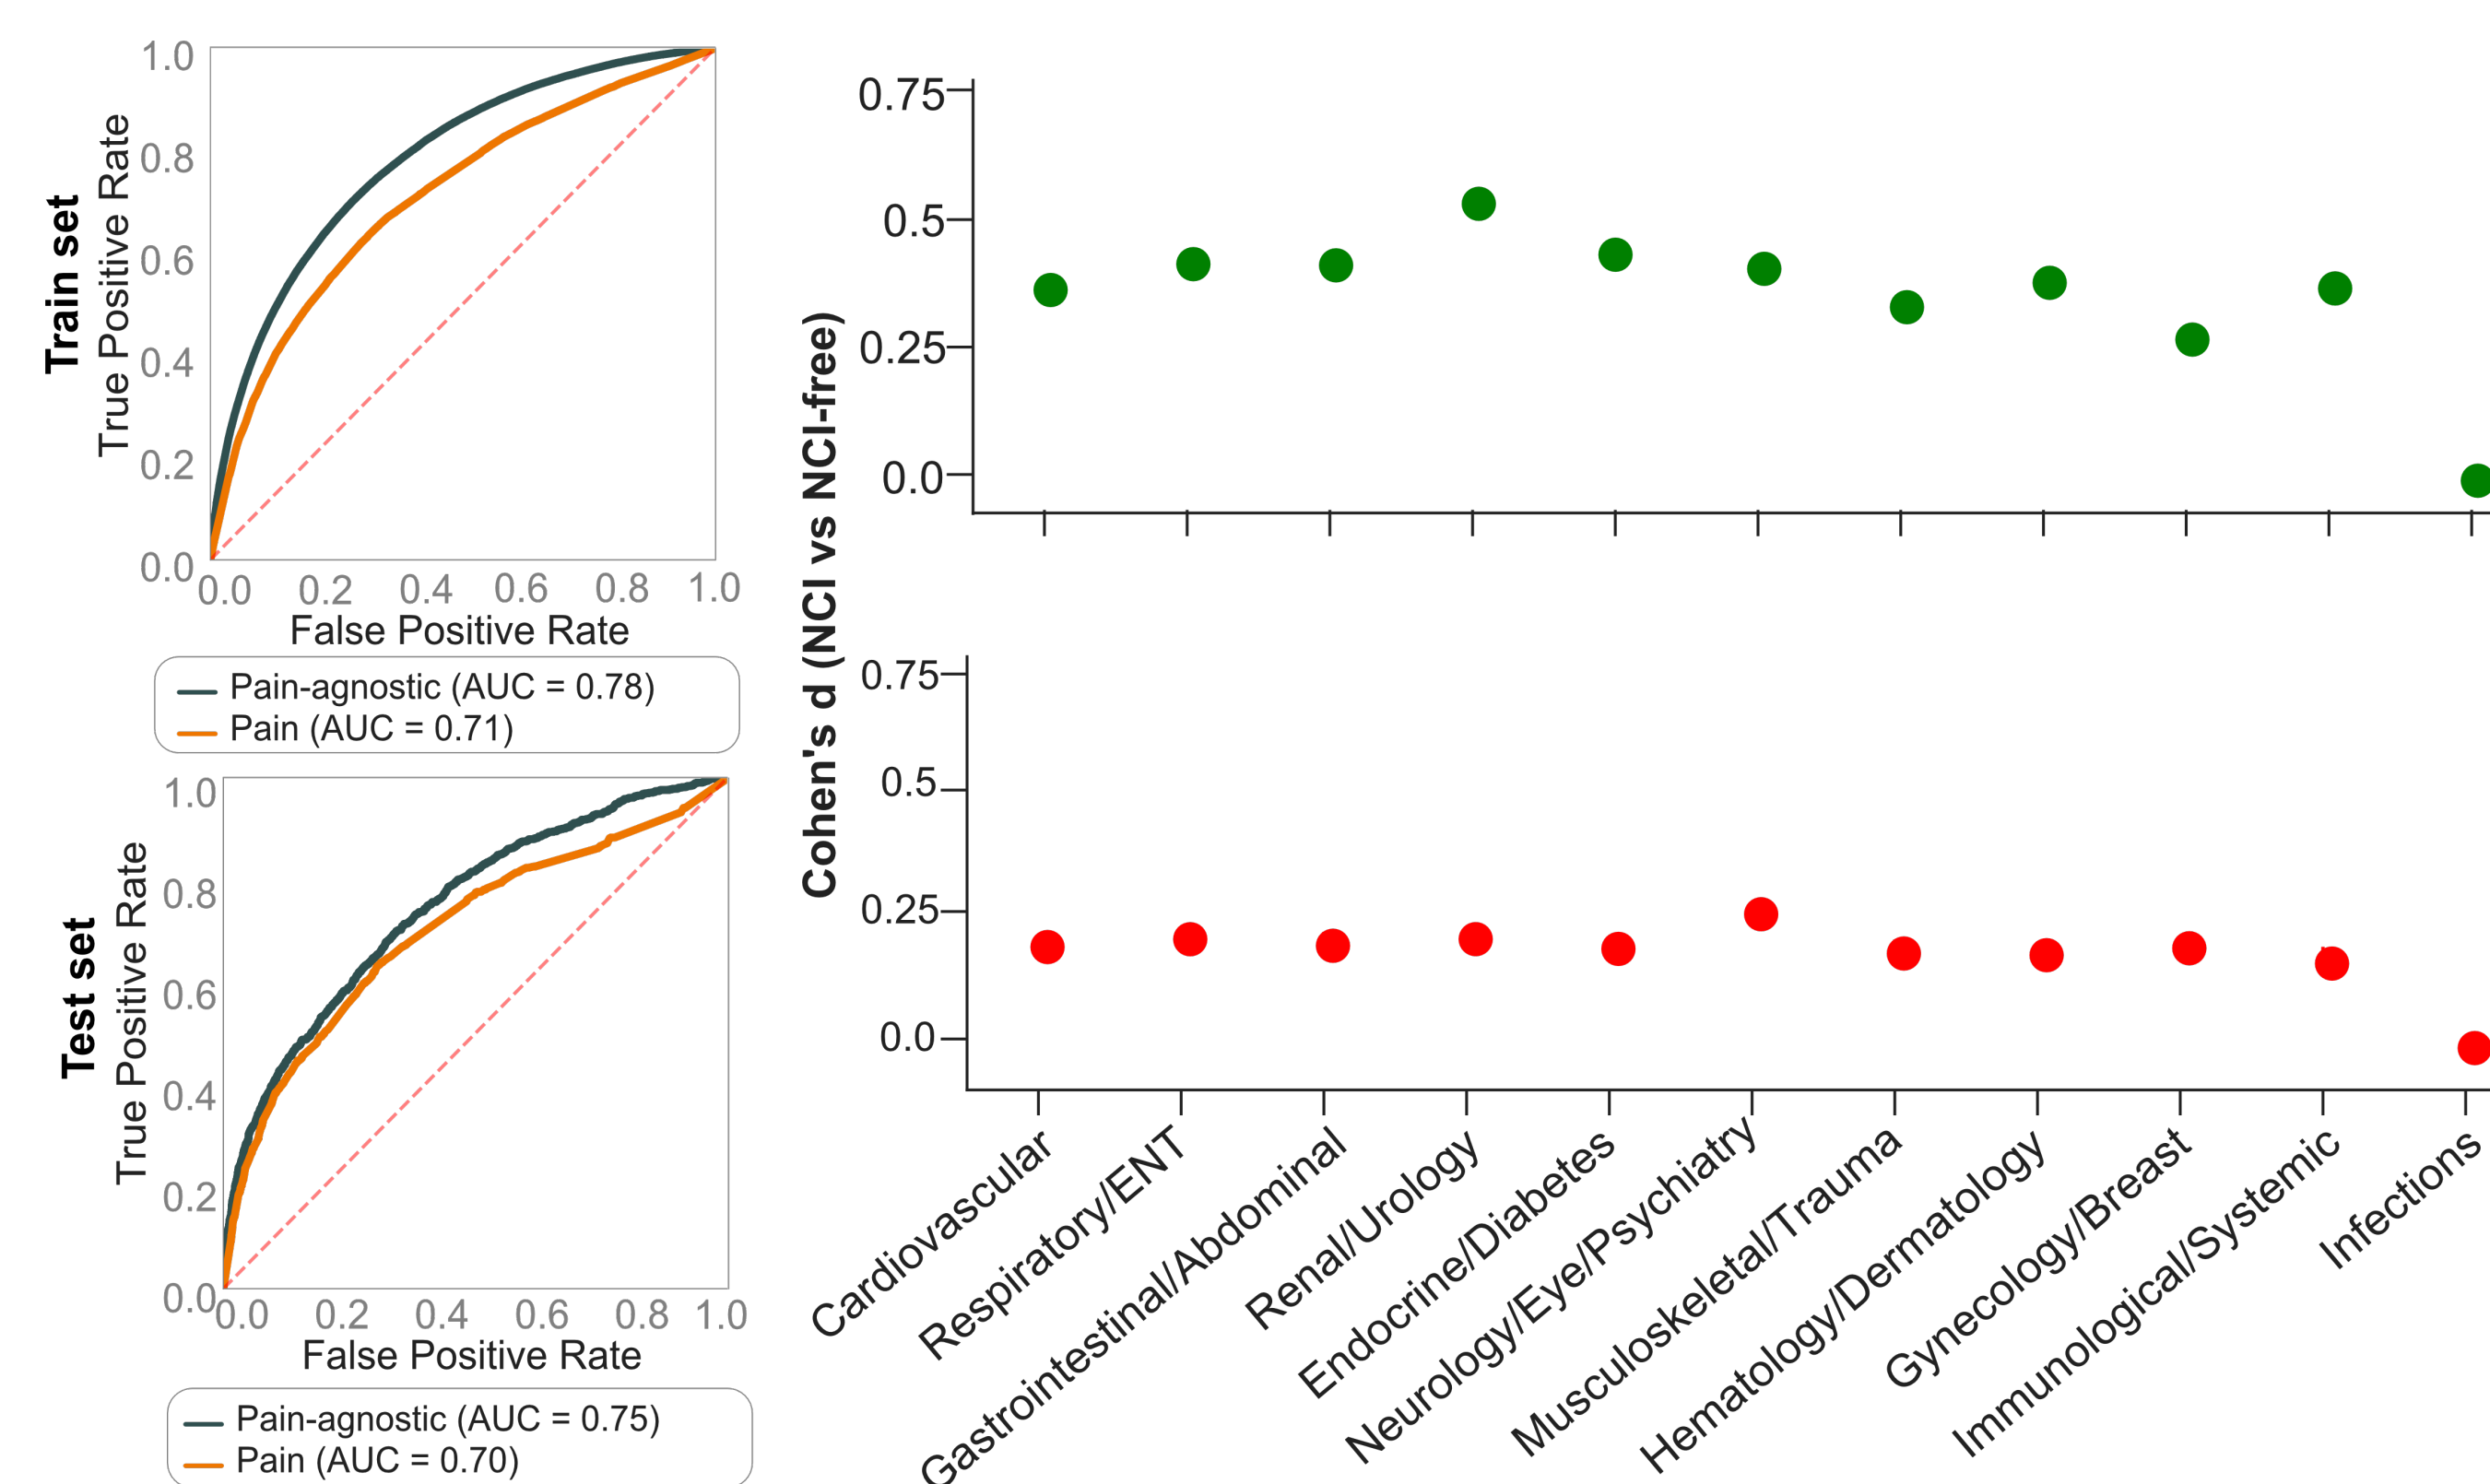 Train set
True Positive Rate
1.0
0.8
0.6
0.4
0.2
0.0
0.0 0.2 0.4 0.6 0.8 1.0
False Positive Rate
Pain-agnostic (AUC = 0.78)
Pain (AUC = 0.71)
Test set
True Positive Rate
1.0
0.8
0.6
0.4
0.2
0.0
0.0 0.2 0.4 0.6 0.8 1.0
False Positive Rate
Pain-agnostic (AUC = 0.75)
Pain (AUC = 0.70)
Cohen's d (NCI vs NCI-free)
0.75
0.5
0.25
0.0
0.75
0.5
0.25
0.0
Cardiovascular
Respiratory/ENT
Gastrointestinal/Abdominal
Renal/Urology
Endocrine/Diabetes
Neurology/Eye/Psychiatry
Musculoskeletal/Trauma
Hematology/Dermatology
Gynecology/Breast
Immunological/Systemic
Infections